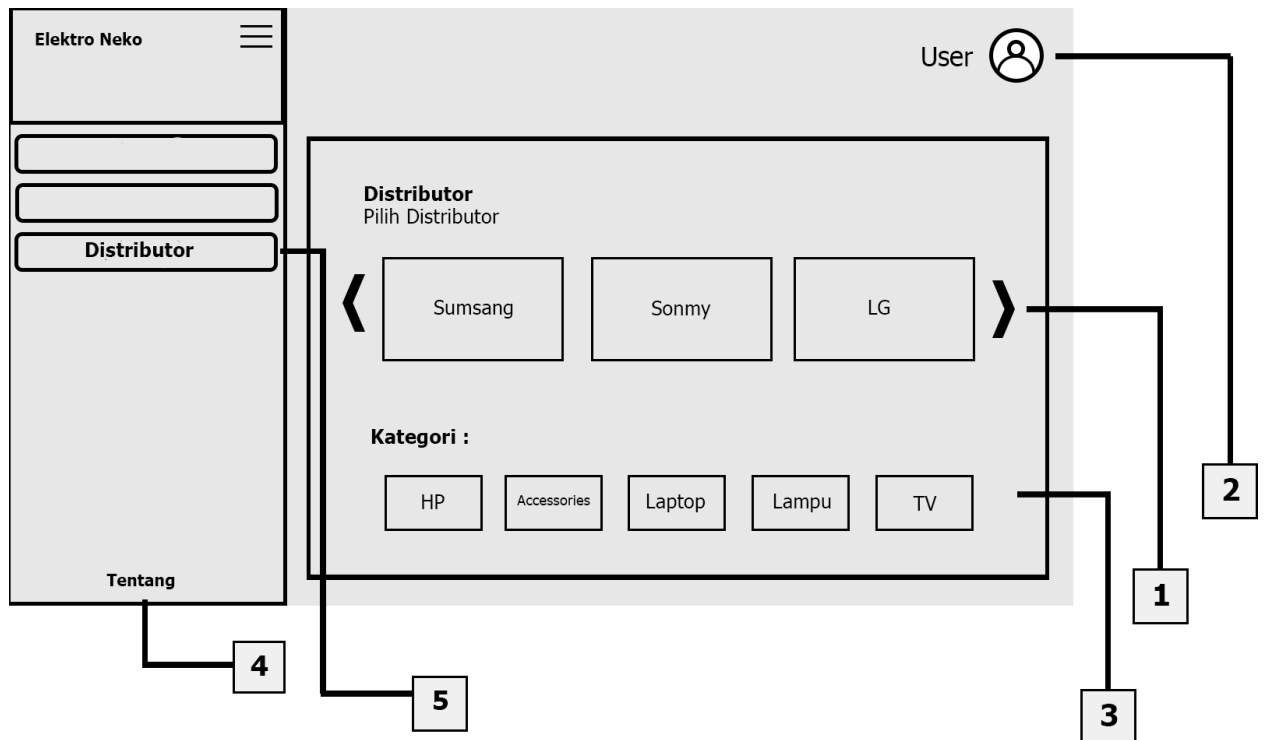 Elektro Neko
User
Distributor
Distributor
Pilih Distributor
Sumsang
Sonmy
LG
Kategori :
HP
Accessories
Laptop
Lampu
TV
Tentang
2
1
4
5
3